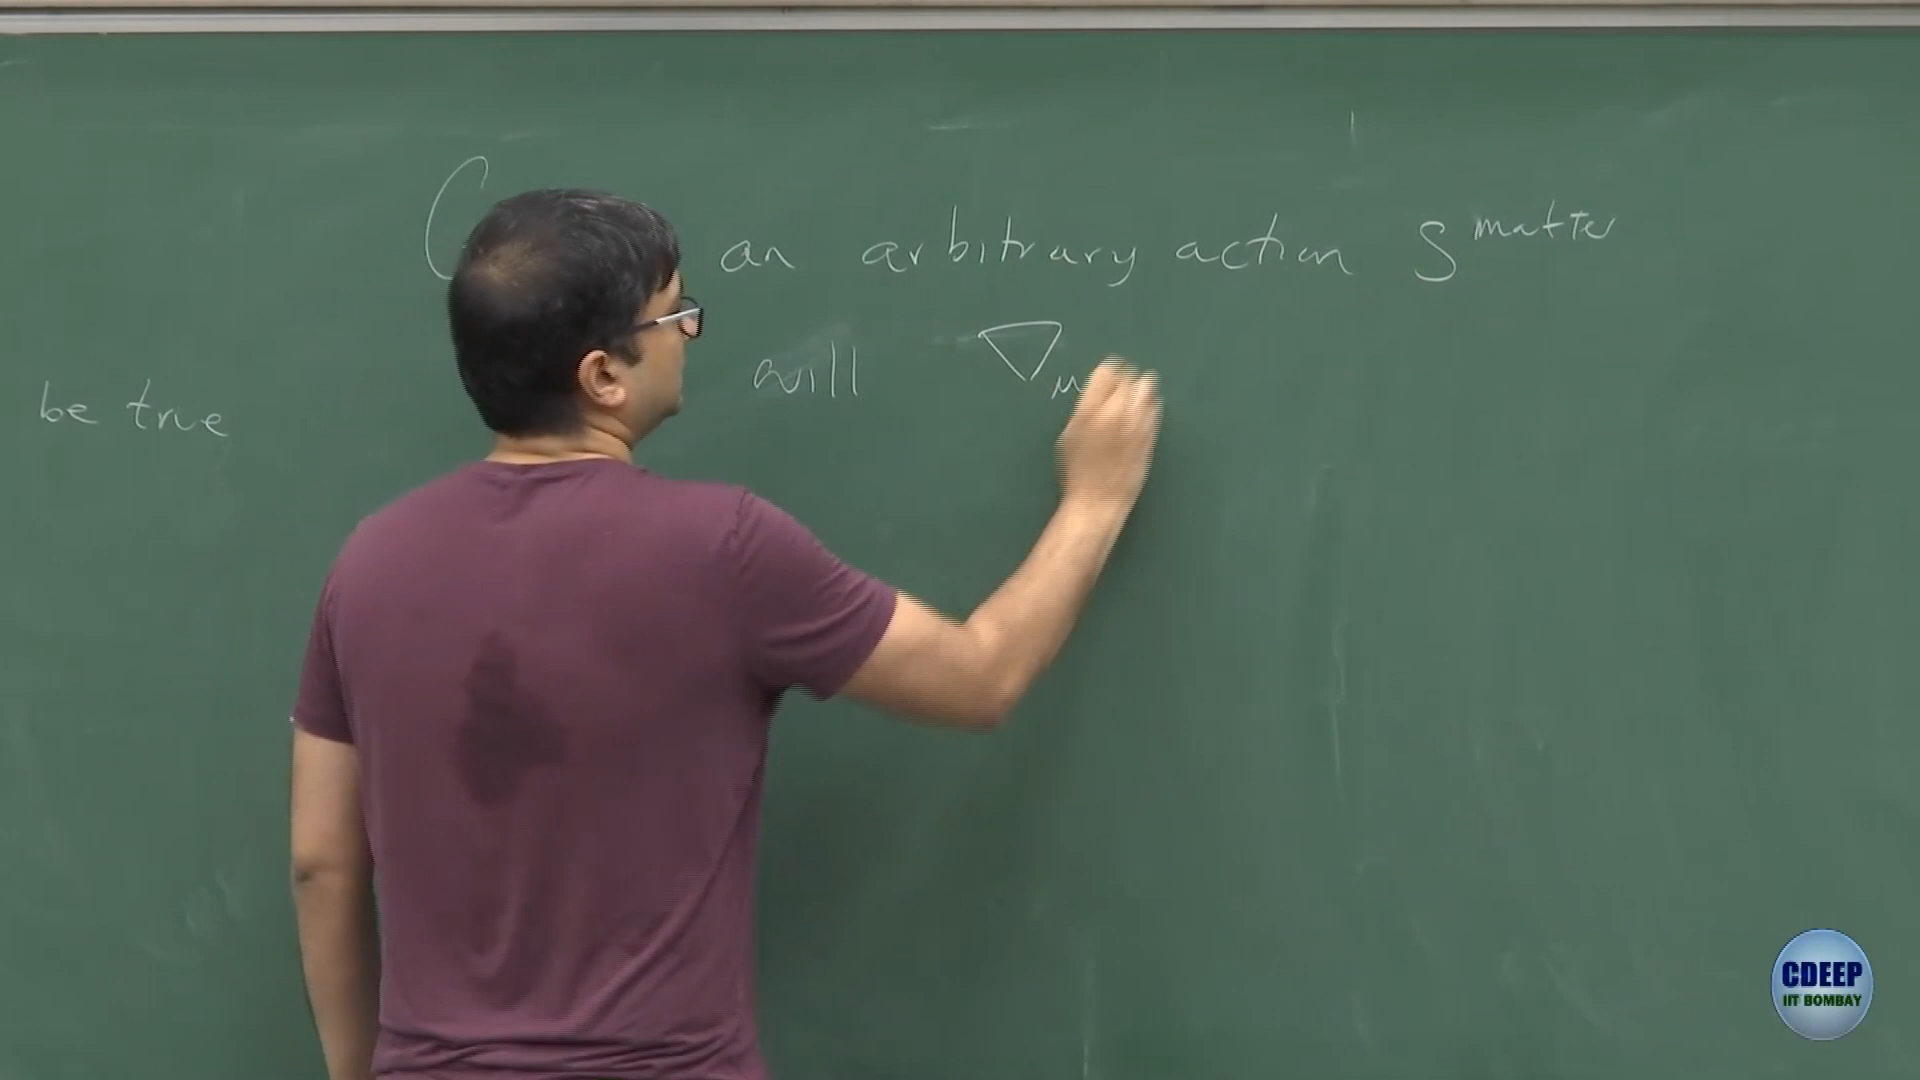 an arbitrary action S^matter
will ∇_μ
be true
CDEEP
IIT BOMBAY